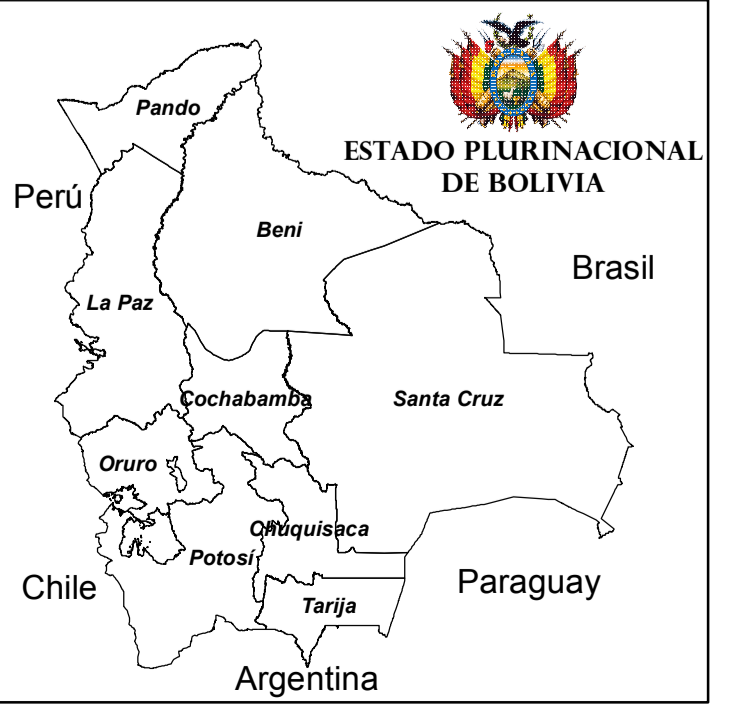 ESTADO PLURINACIONAL
DE BOLIVIA
Pando
Perú
Beni
Brasil
La Paz
Cochabamba
Santa Cruz
Oruro
Chuquisaca
Potosí
Chile
Paraguay
Tarija
Argentina